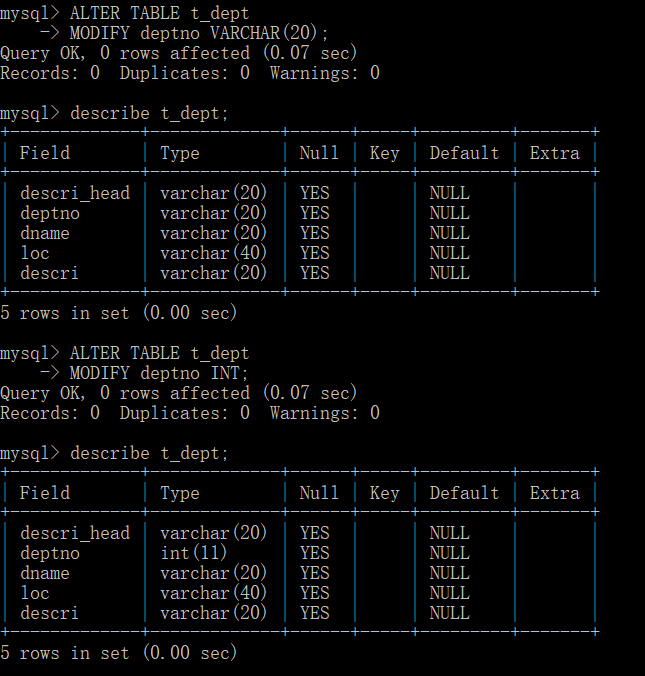 mysql> ALTER TABLE t_dept
    -> MODIFY deptno VARCHAR(20);
Query OK, 0 rows affected (0.07 sec)
Records: 0  Duplicates: 0  Warnings: 0

mysql> describe t_dept;
+-------------+-------------+------+-----+---------+-------+
| Field       | Type        | Null | Key | Default | Extra |
+-------------+-------------+------+-----+---------+-------+
| descri_head | varchar(20) | YES  |     | NULL    |       |
| deptno      | varchar(20) | YES  |     | NULL    |       |
| dname       | varchar(20) | YES  |     | NULL    |       |
| loc         | varchar(40) | YES  |     | NULL    |       |
| descri      | varchar(20) | YES  |     | NULL    |       |
+-------------+-------------+------+-----+---------+-------+
5 rows in set (0.00 sec)

mysql> ALTER TABLE t_dept
    -> MODIFY deptno INT;
Query OK, 0 rows affected (0.07 sec)
Records: 0  Duplicates: 0  Warnings: 0

mysql> describe t_dept;
+-------------+-------------+------+-----+---------+-------+
| Field       | Type        | Null | Key | Default | Extra |
+-------------+-------------+------+-----+---------+-------+
| descri_head | varchar(20) | YES  |     | NULL    |       |
| deptno      | int(11)     | YES  |     | NULL    |       |
| dname       | varchar(20) | YES  |     | NULL    |       |
| loc         | varchar(40) | YES  |     | NULL    |       |
| descri      | varchar(20) | YES  |     | NULL    |       |
+-------------+-------------+------+-----+---------+-------+
5 rows in set (0.00 sec)